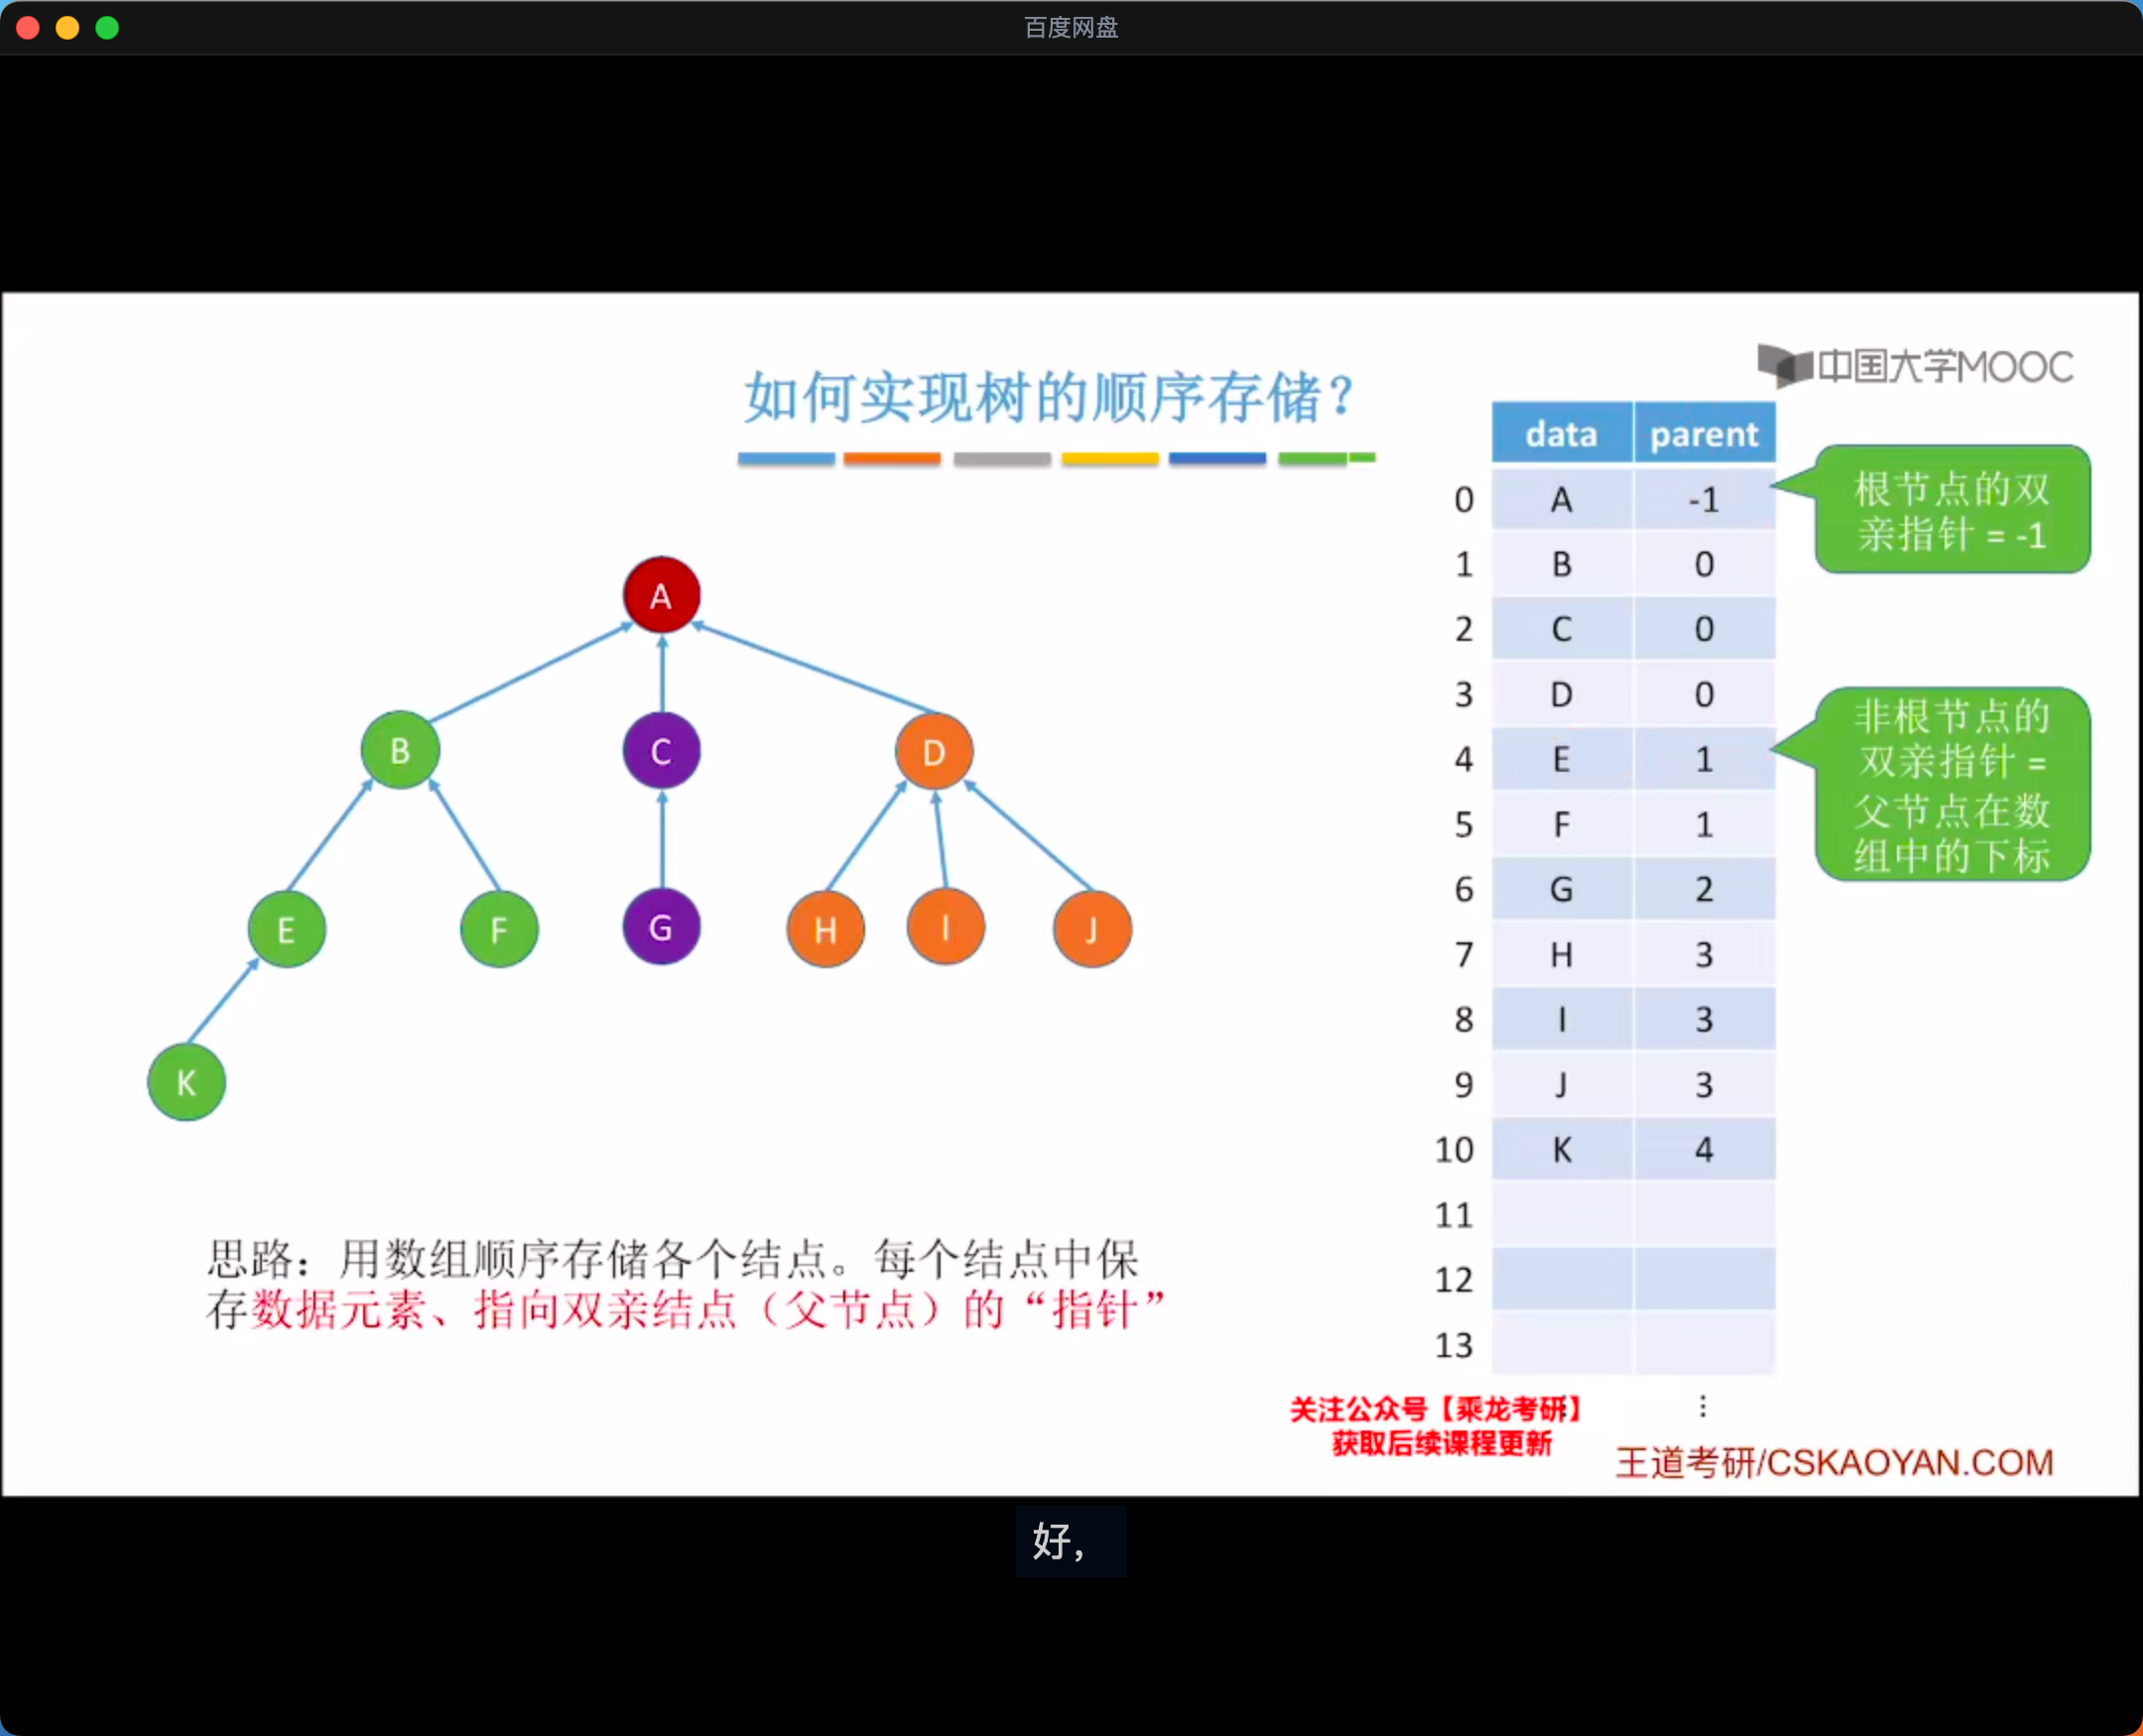 百度网盘
如何实现树的顺序存储？
中国大学MOOC
A
B
C
D
E
F
G
H
I
J
K
思路：用数组顺序存储各个结点。每个结点中保
存数据元素、指向双亲结点（父节点）的“指针”
data parent
0 A -1
1 B 0
2 C 0
3 D 0
4 E 1
5 F 1
6 G 2
7 H 3
8 I 3
9 J 3
10 K 4
11
12
13
⋮
根节点的双
亲指针 = -1
非根节点的
双亲指针 =
父节点在数
组中的下标
关注公众号【乘龙考研】
获取后续课程更新
王道考研/CSKAOYAN.COM
好，